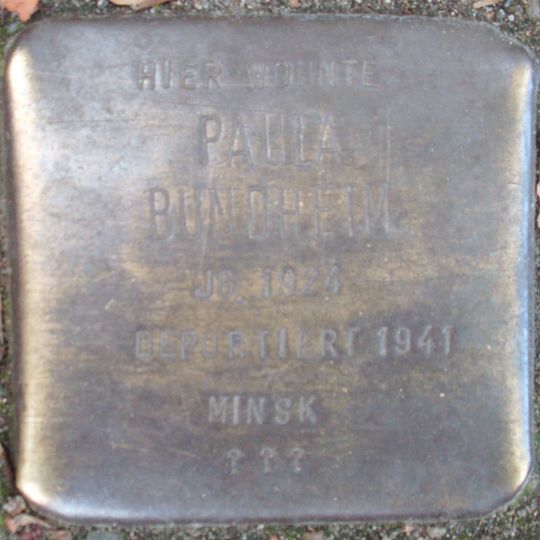 HIER WOHNTE
PAULA
BUNDHEIM
JG. 1924
DEPORTIERT 1941
MINSK
???